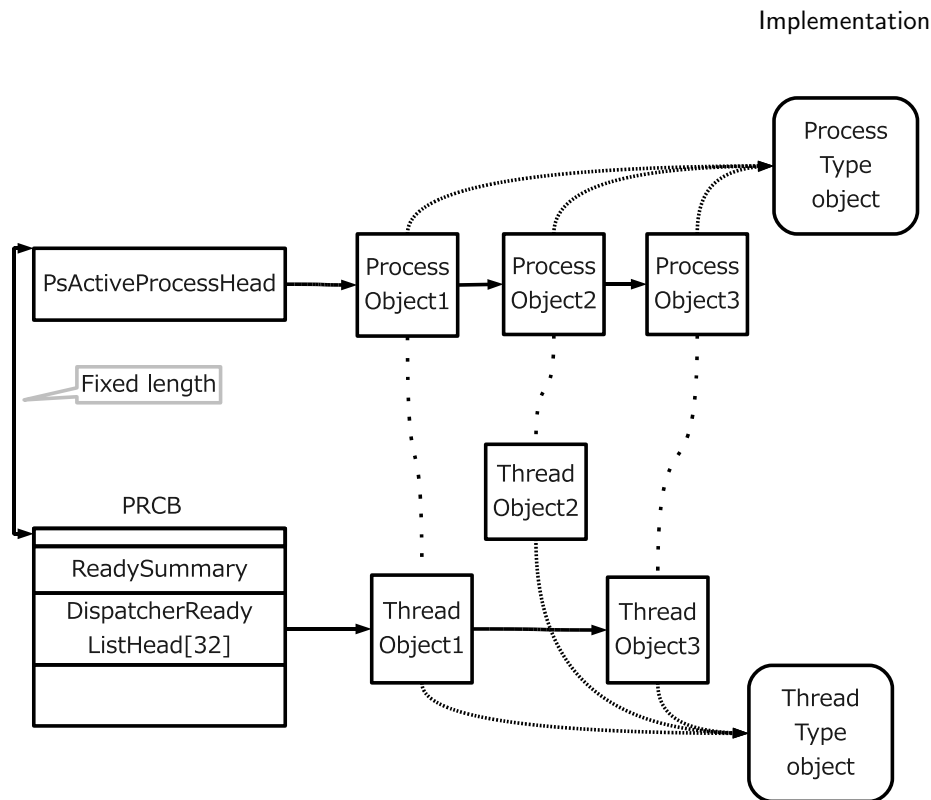 Implementation
Process
Type
object
PsActiveProcessHead
Process
Object1
Process
Object2
Process
Object3
Fixed length
Thread
Object2
PRCB
ReadySummary
DispatcherReady
ListHead[32]
Thread
Object1
Thread
Object3
Thread
Type
object